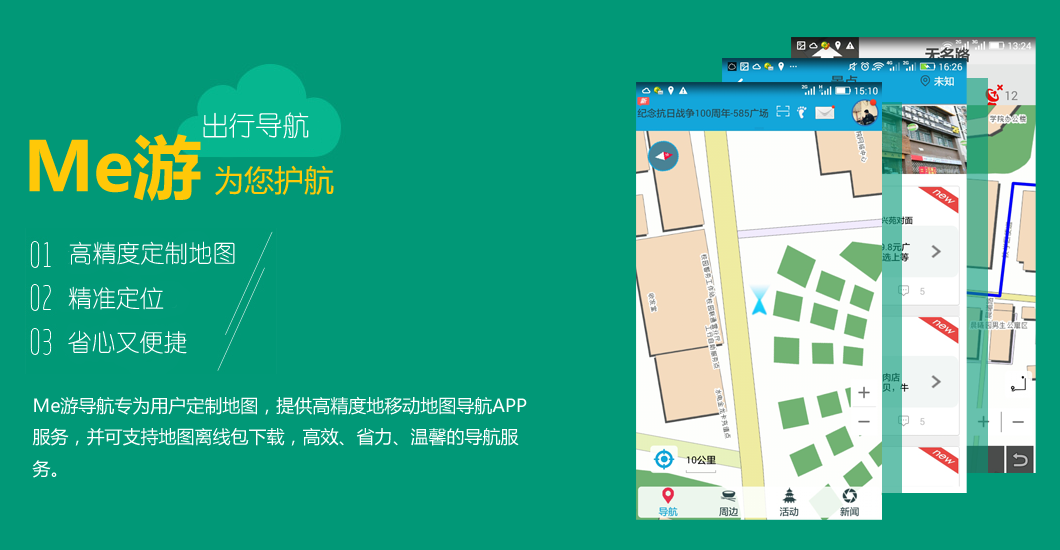 出行导航
Me游 为您护航
01 高精度定制地图
02 精准定位
03 省心又便捷
Me游导航专为用户定制地图，提供高精度地移动地图导航APP
服务，并可支持地图离线包下载，高效、省力、温馨的导航服
务。
15:10
纪念抗日战争100周年-585广场
10公里
导航 周边 活动 新闻
16:26
景点 未知
new
兴苑对面
9.8元广
选上等
5
new
肉店
贝，牛
5
new
13:24
无名路
12
学院办公楼